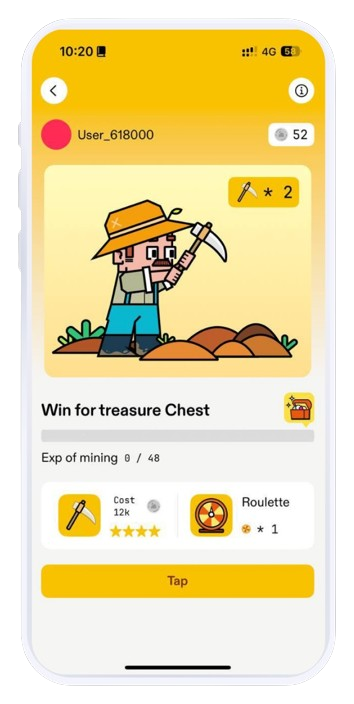 10:20
4G 58
User_618000
52
* 2
Win for treasure Chest
Exp of mining 0 / 48
Cost
12k
Roulette
* 1
Tap